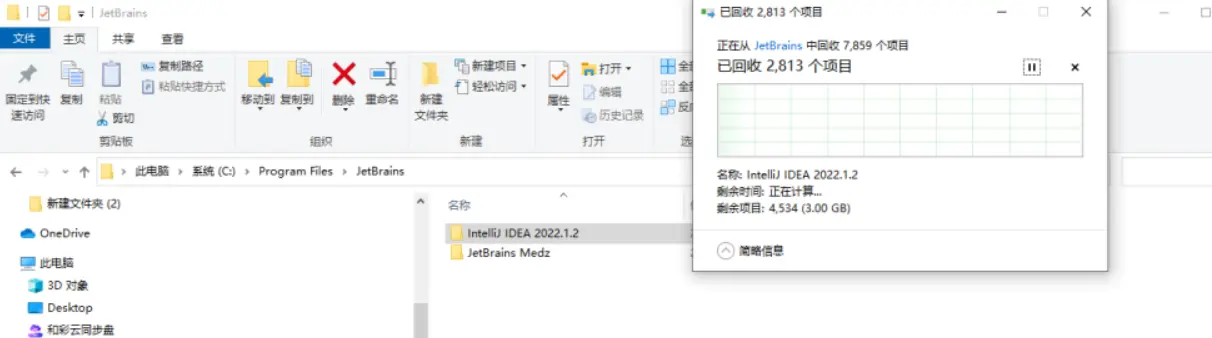 JetBrains
文件 主页 共享 查看
固定到快速访问
复制
粘贴
复制路径
粘贴快捷方式
剪切
剪贴板
移动到
复制到
删除
重命名
组织
新建文件夹
新建项目
轻松访问
新建
属性
打开
编辑
历史记录
打开
此电脑 › 系统 (C:) › Program Files › JetBrains
新建文件夹 (2)
OneDrive
此电脑
3D 对象
Desktop
和彩云同步盘
名称
IntelliJ IDEA 2022.1.2
JetBrains Medz
已回收 2,813 个项目
正在从 JetBrains 中回收 7,859 个项目
已回收 2,813 个项目
名称: IntelliJ IDEA 2022.1.2
剩余时间: 正在计算...
剩余项目: 4,534 (3.00 GB)
简略信息